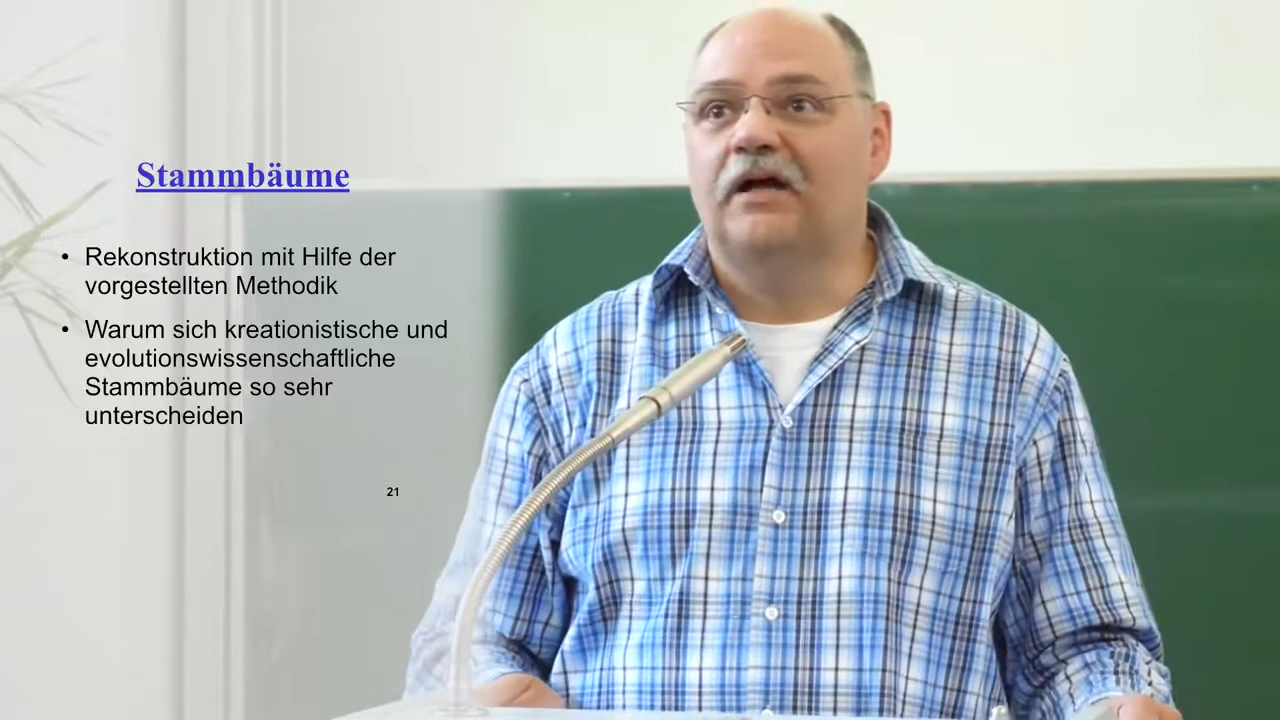 Stammbäume
• Rekonstruktion mit Hilfe der
vorgestellten Methodik
• Warum sich kreationistische und
evolutionswissenschaftliche
Stammbäume so sehr
unterscheiden
21